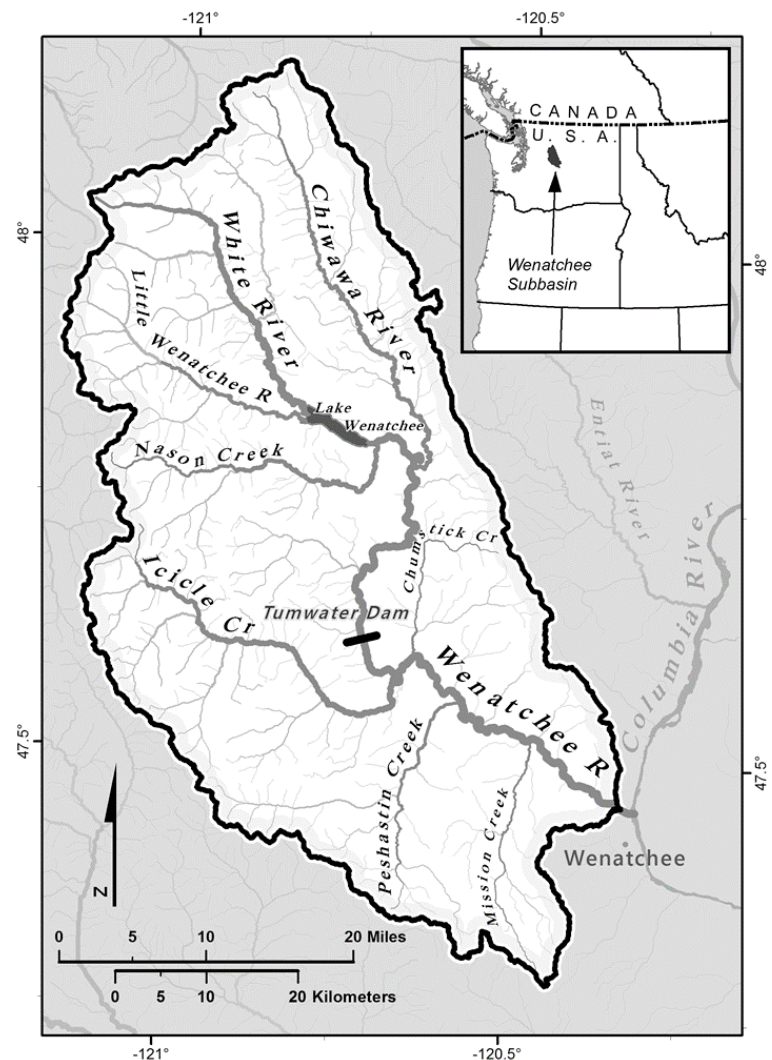 -121°
-120.5°
CANADA
U. S. A.
Wenatchee
Subbasin
48°
48°
Chiwawa River
White River
Little Wenatchee R
Lake
Wenatchee
Nason Creek
Entiat River
Chumstick Cr
Icicle Cr
Tumwater Dam
Columbia River
Wenatchee R
47.5°
47.5°
Peshastin Creek
Mission Creek
Wenatchee
N
0 5 10 20 Miles
0 5 10 20 Kilometers
-121°
-120.5°